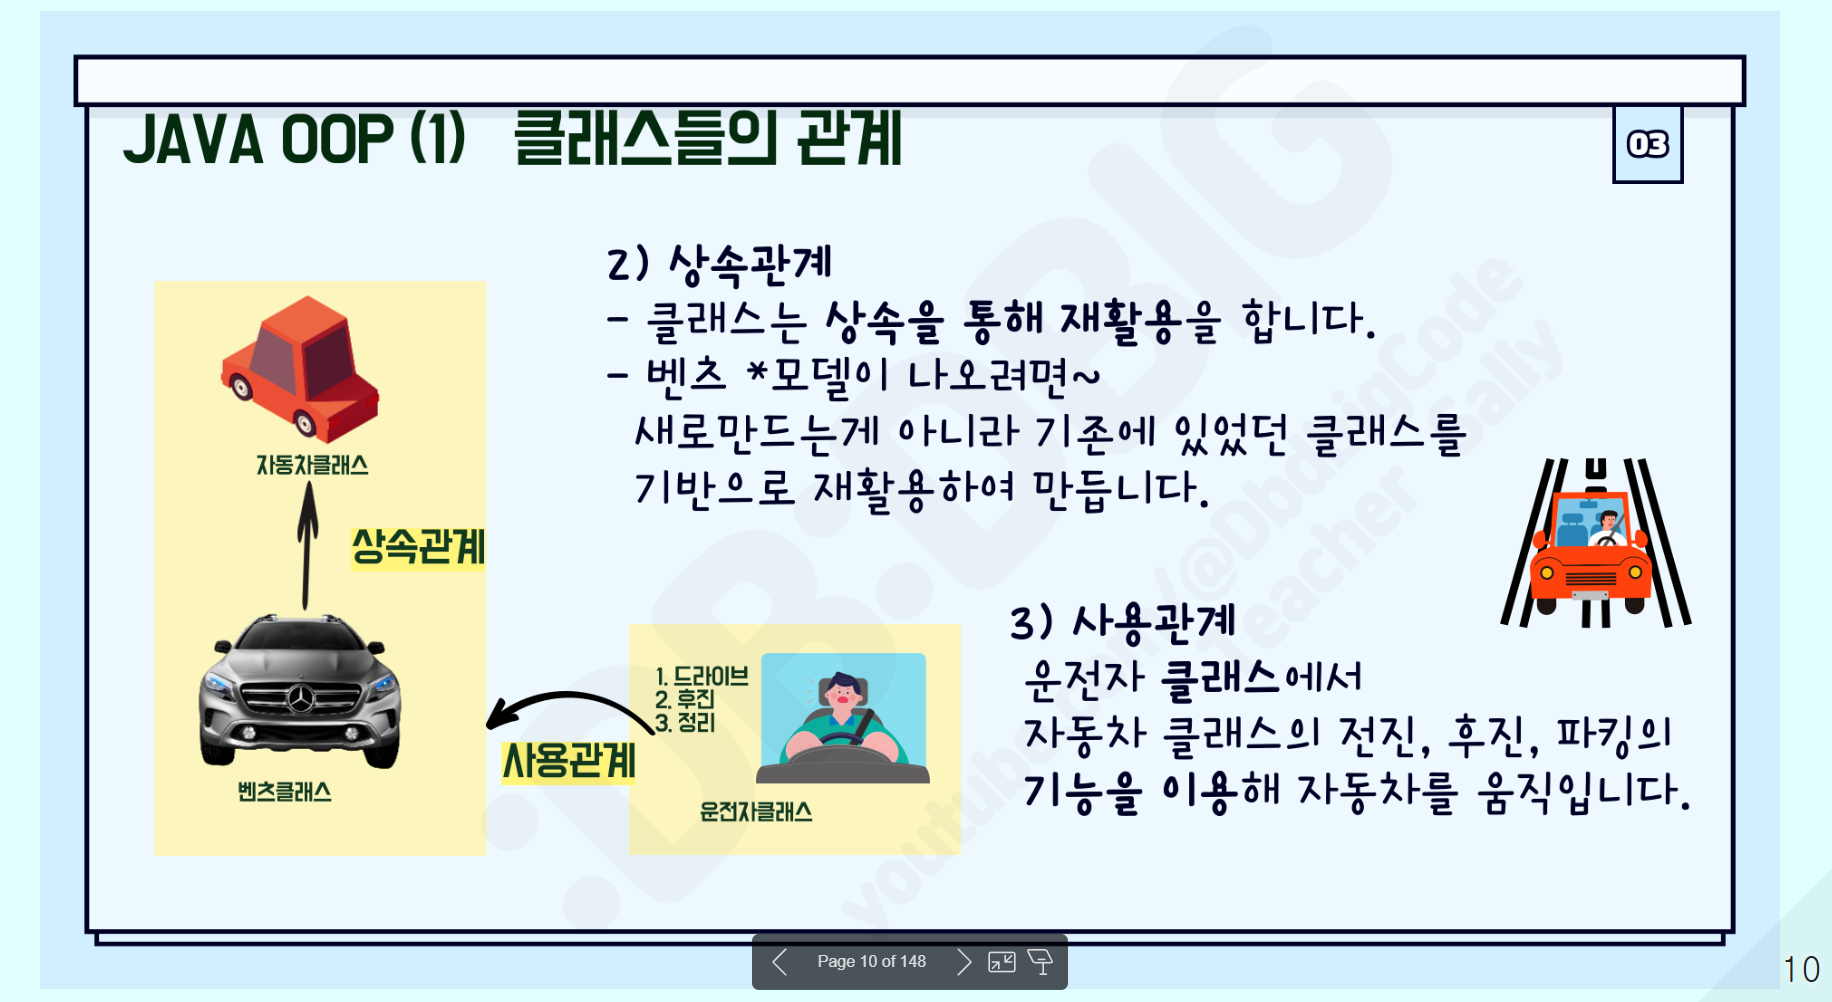 JAVA OOP (1) 클래스들의 관계
03
2) 상속관계
- 클래스는 상속을 통해 재활용을 합니다.
- 벤츠 *모델이 나오려면~
새로만드는게 아니라 기존에 있었던 클래스를
기반으로 재활용하여 만듭니다.
자동차클래스
상속관계
벤츠클래스
1. 드라이브
2. 후진
3. 정리
사용관계
운전자클래스
3) 사용관계
운전자 클래스에서
자동차 클래스의 전진, 후진, 파킹의
기능을 이용해 자동차를 움직입니다.
:DB:DBIG
youtube.com/@DbdbigCode
Teacher Sally
Page 10 of 148
10